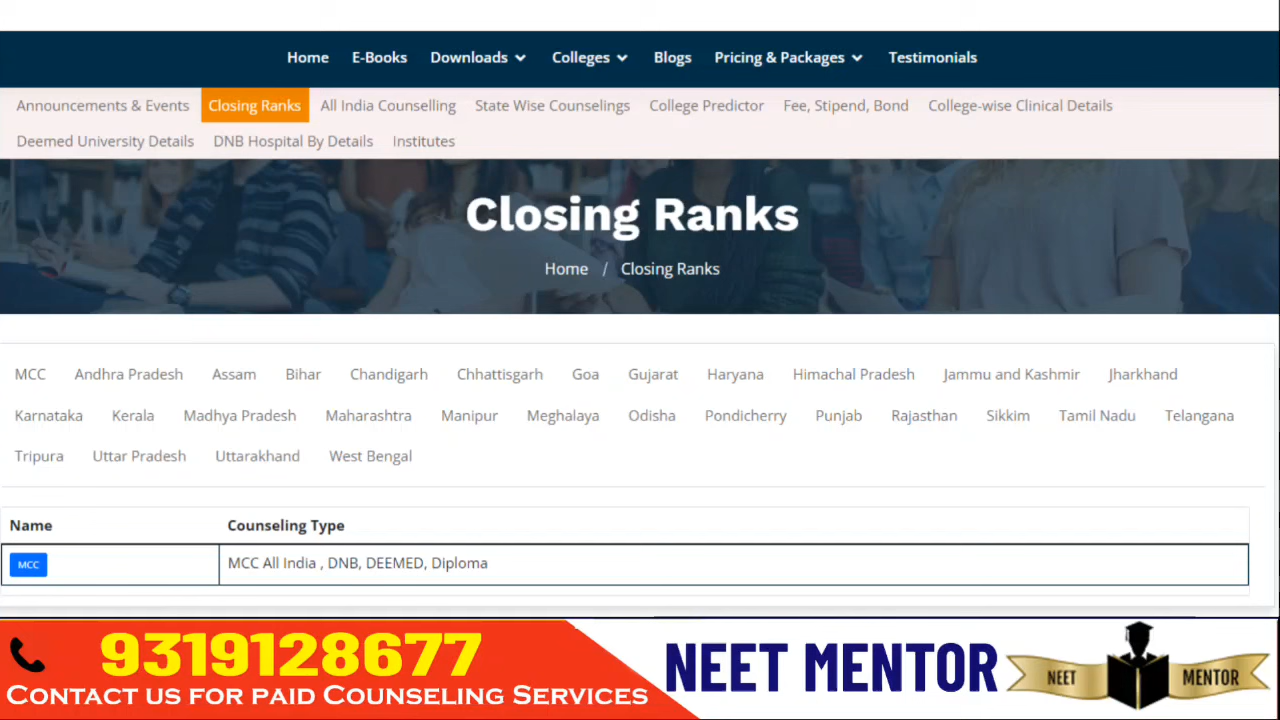 Home E-Books Downloads Colleges Blogs Pricing & Packages Testimonials
Announcements & Events Closing Ranks All India Counselling State Wise Counselings College Predictor Fee, Stipend, Bond College-wise Clinical Details
Deemed University Details DNB Hospital By Details Institutes
Closing Ranks
Home / Closing Ranks
MCC Andhra Pradesh Assam Bihar Chandigarh Chhattisgarh Goa Gujarat Haryana Himachal Pradesh Jammu and Kashmir Jharkhand
Karnataka Kerala Madhya Pradesh Maharashtra Manipur Meghalaya Odisha Pondicherry Punjab Rajasthan Sikkim Tamil Nadu Telangana
Tripura Uttar Pradesh Uttarakhand West Bengal
Name Counseling Type
MCC MCC All India , DNB, DEEMED, Diploma
9319128677
CONTACT US FOR PAID COUNSELING SERVICES
NEET MENTOR
NEET MENTOR